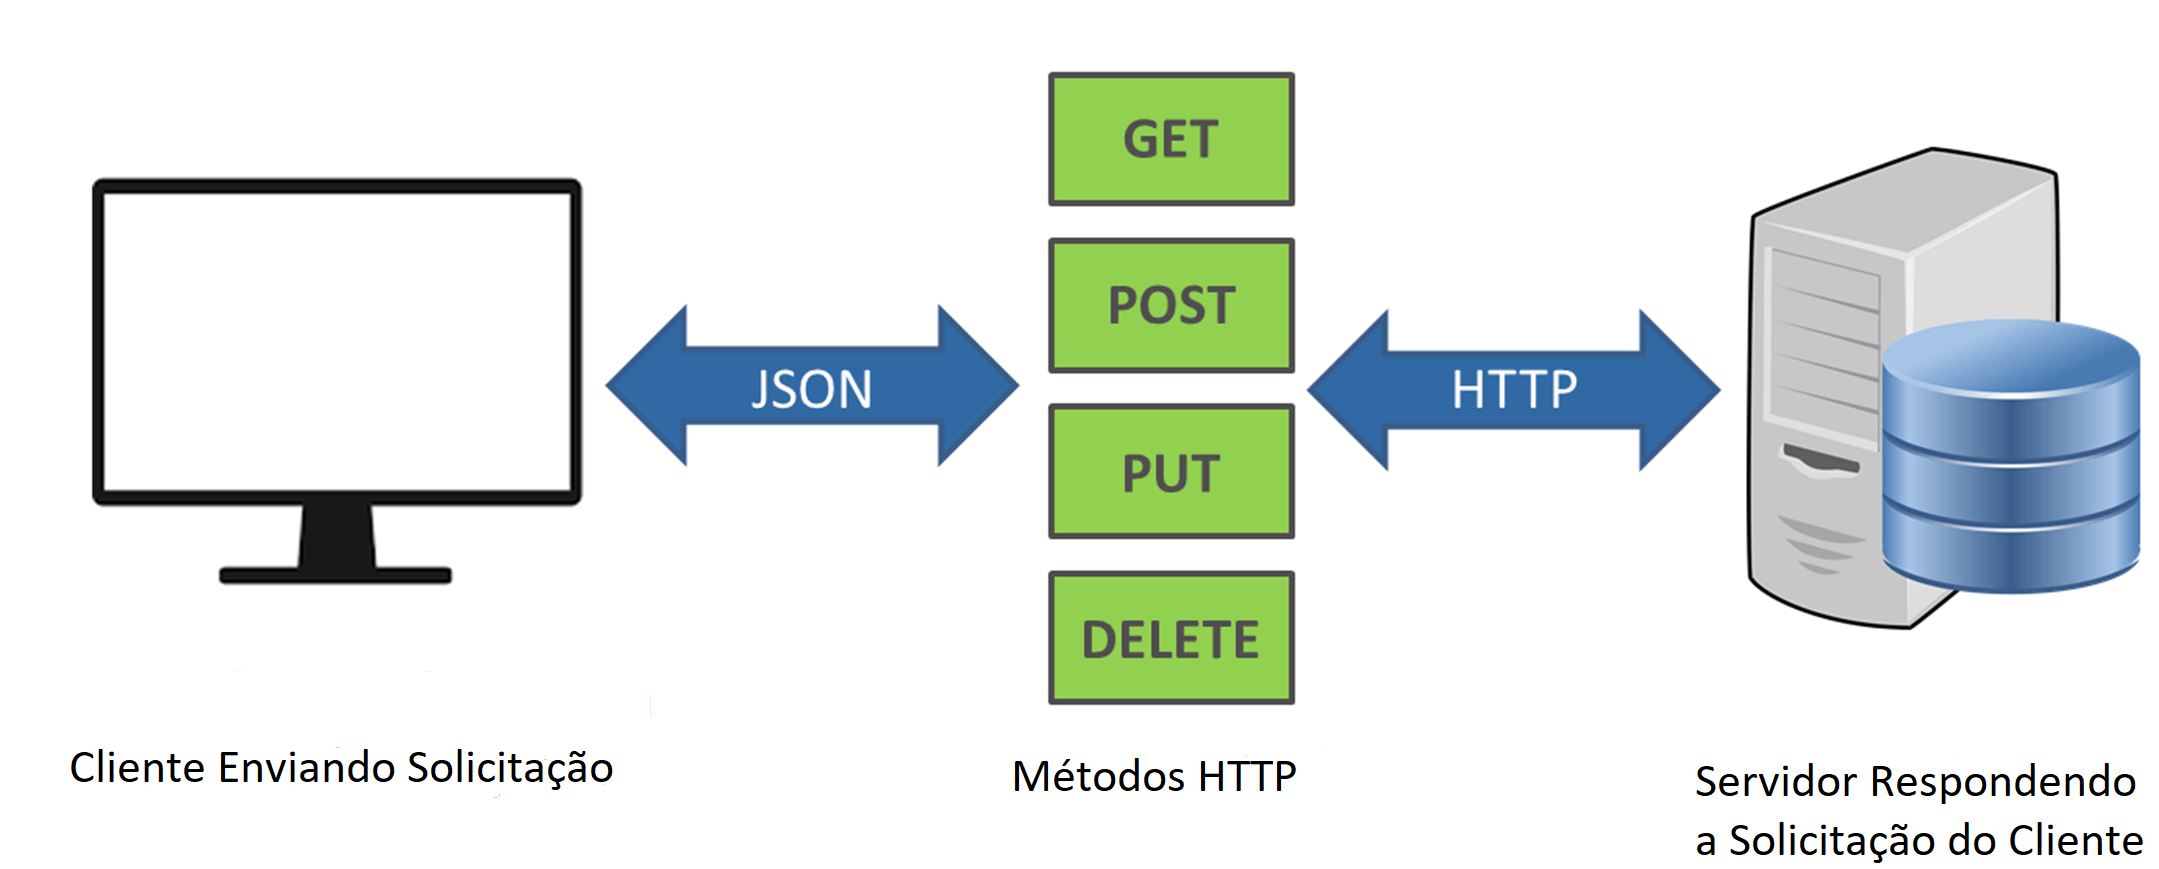 GET
POST
PUT
DELETE
JSON
HTTP
Cliente Enviando Solicitação
Métodos HTTP
Servidor Respondendo
a Solicitação do Cliente